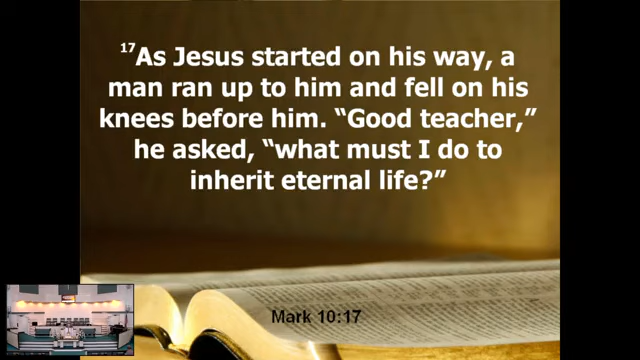 17As Jesus started on his way, a
man ran up to him and fell on his
knees before him. “Good teacher,”
he asked, “what must I do to
inherit eternal life?”
Mark 10:17